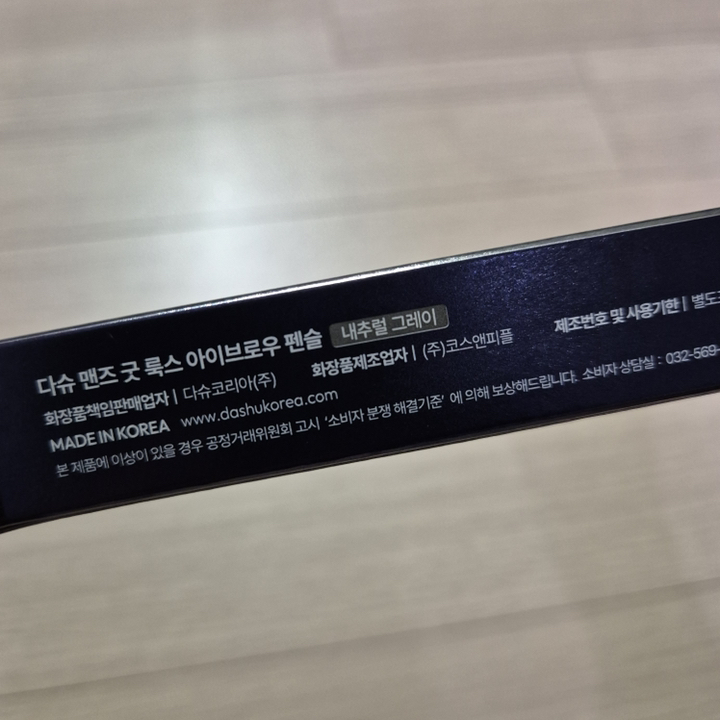 다슈 맨즈 굿 룩스 아이브로우 펜슬 내추럴 그레이
화장품책임판매업자 | 다슈코리아(주) 화장품제조업자 | (주)코스앤피플 제조번호 및 사용기한 |
MADE IN KOREA www.dashukorea.com
본 제품에 이상이 있을 경우 공정거래위원회 고시 '소비자 분쟁 해결기준' 에 의해 보상해드립니다. 소비자 상담실 : 032-569-